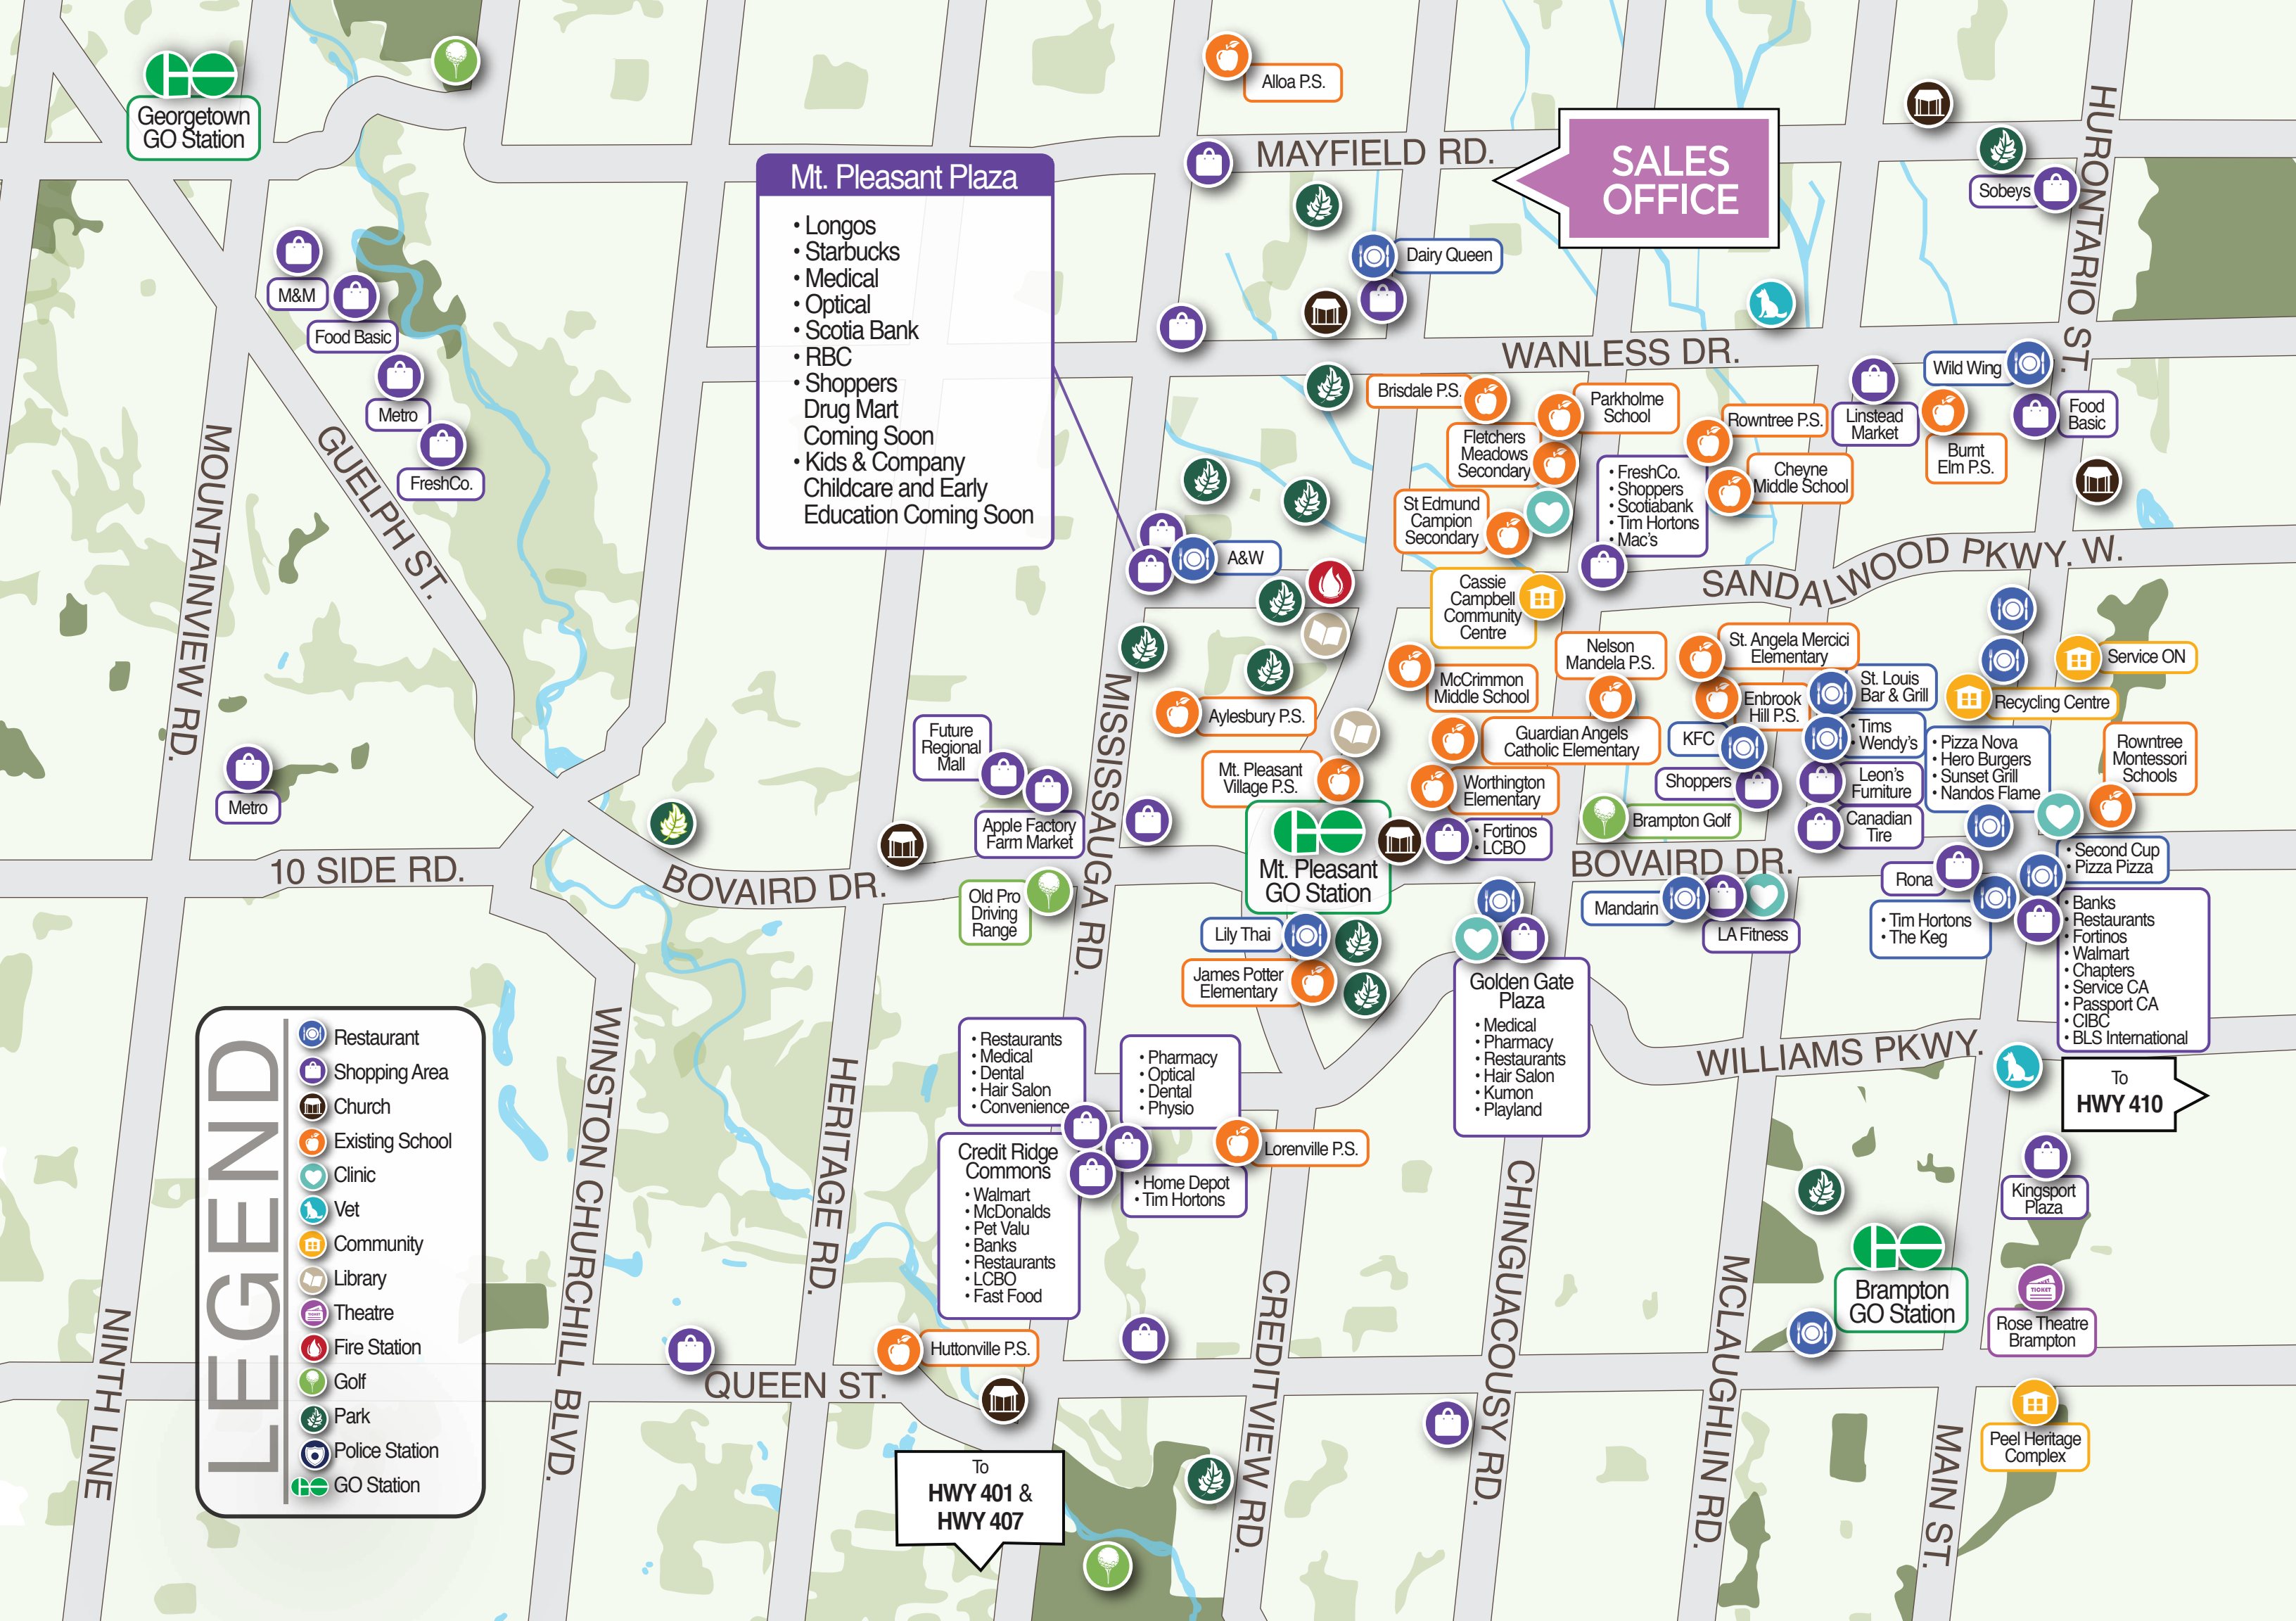 Georgetown
GO Station
Alloa P.S.
MAYFIELD RD.
SALES
OFFICE
Sobeys
HURONTARIO ST.
Mt. Pleasant Plaza
• Longos
• Starbucks
• Medical
• Optical
• Scotia Bank
• RBC
• Shoppers
Drug Mart
Coming Soon
• Kids & Company
Childcare and Early
Education Coming Soon
Dairy Queen
M&M
Food Basic
Metro
FreshCo.
MOUNTAINVIEW RD.
GUELPH ST.
WANLESS DR.
Wild Wing
Brisdale P.S.
Parkholme
School
Rowntree P.S.
Linstead
Market
Food
Basic
Burnt
Elm P.S.
Fletchers
Meadows
Secondary
Cheyne
Middle School
• FreshCo.
• Shoppers
• Scotiabank
• Tim Hortons
• Mac's
St Edmund
Campion
Secondary
A&W
SANDALWOOD PKWY. W.
Cassie
Campbell
Community
Centre
Nelson
Mandela P.S.
St. Angela Mercici
Elementary
Service ON
McCrimmon
Middle School
St. Louis
Bar & Grill
Enbrook
Hill P.S.
Recycling Centre
Aylesbury P.S.
MISSISSAUGA RD.
Guardian Angels
Catholic Elementary
KFC
• Tims
• Wendy's
• Pizza Nova
• Hero Burgers
• Sunset Grill
• Nandos Flame
Rowntree
Montessori
Schools
Future
Regional
Mall
Mt. Pleasant
Village P.S.
Worthington
Elementary
Shoppers
Leon's
Furniture
Metro
Apple Factory
Farm Market
Brampton Golf
Canadian
Tire
• Fortinos
• LCBO
Mt. Pleasant
GO Station
10 SIDE RD.
BOVAIRD DR.
BOVAIRD DR.
• Second Cup
• Pizza Pizza
Rona
Old Pro
Driving
Range
Mandarin
LA Fitness
• Tim Hortons
• The Keg
• Banks
• Restaurants
• Fortinos
• Walmart
• Chapters
• Service CA
• Passport CA
• CIBC
• BLS International
Lily Thai
James Potter
Elementary
Golden Gate
Plaza
• Medical
• Pharmacy
• Restaurants
• Hair Salon
• Kumon
• Playland
WILLIAMS PKWY.
To
HWY 410
• Restaurants
• Medical
• Dental
• Hair Salon
• Convenience
• Pharmacy
• Optical
• Dental
• Physio
Lorenville P.S.
Credit Ridge
Commons
• Walmart
• McDonalds
• Pet Valu
• Banks
• Restaurants
• LCBO
• Fast Food
• Home Depot
• Tim Hortons
Kingsport
Plaza
Brampton
GO Station
Rose Theatre
Brampton
Peel Heritage
Complex
LEGEND
Restaurant
Shopping Area
Church
Existing School
Clinic
Vet
Community
Library
TICKET
Theatre
Fire Station
Golf
Park
Police Station
GO Station
NINTH LINE
WINSTON CHURCHILL BLVD.
HERITAGE RD.
Huttonville P.S.
QUEEN ST.
To
HWY 401 &
HWY 407
CREDITVIEW RD.
CHINGUACOUSY RD.
MCLAUGHLIN RD.
MAIN ST.
TICKET